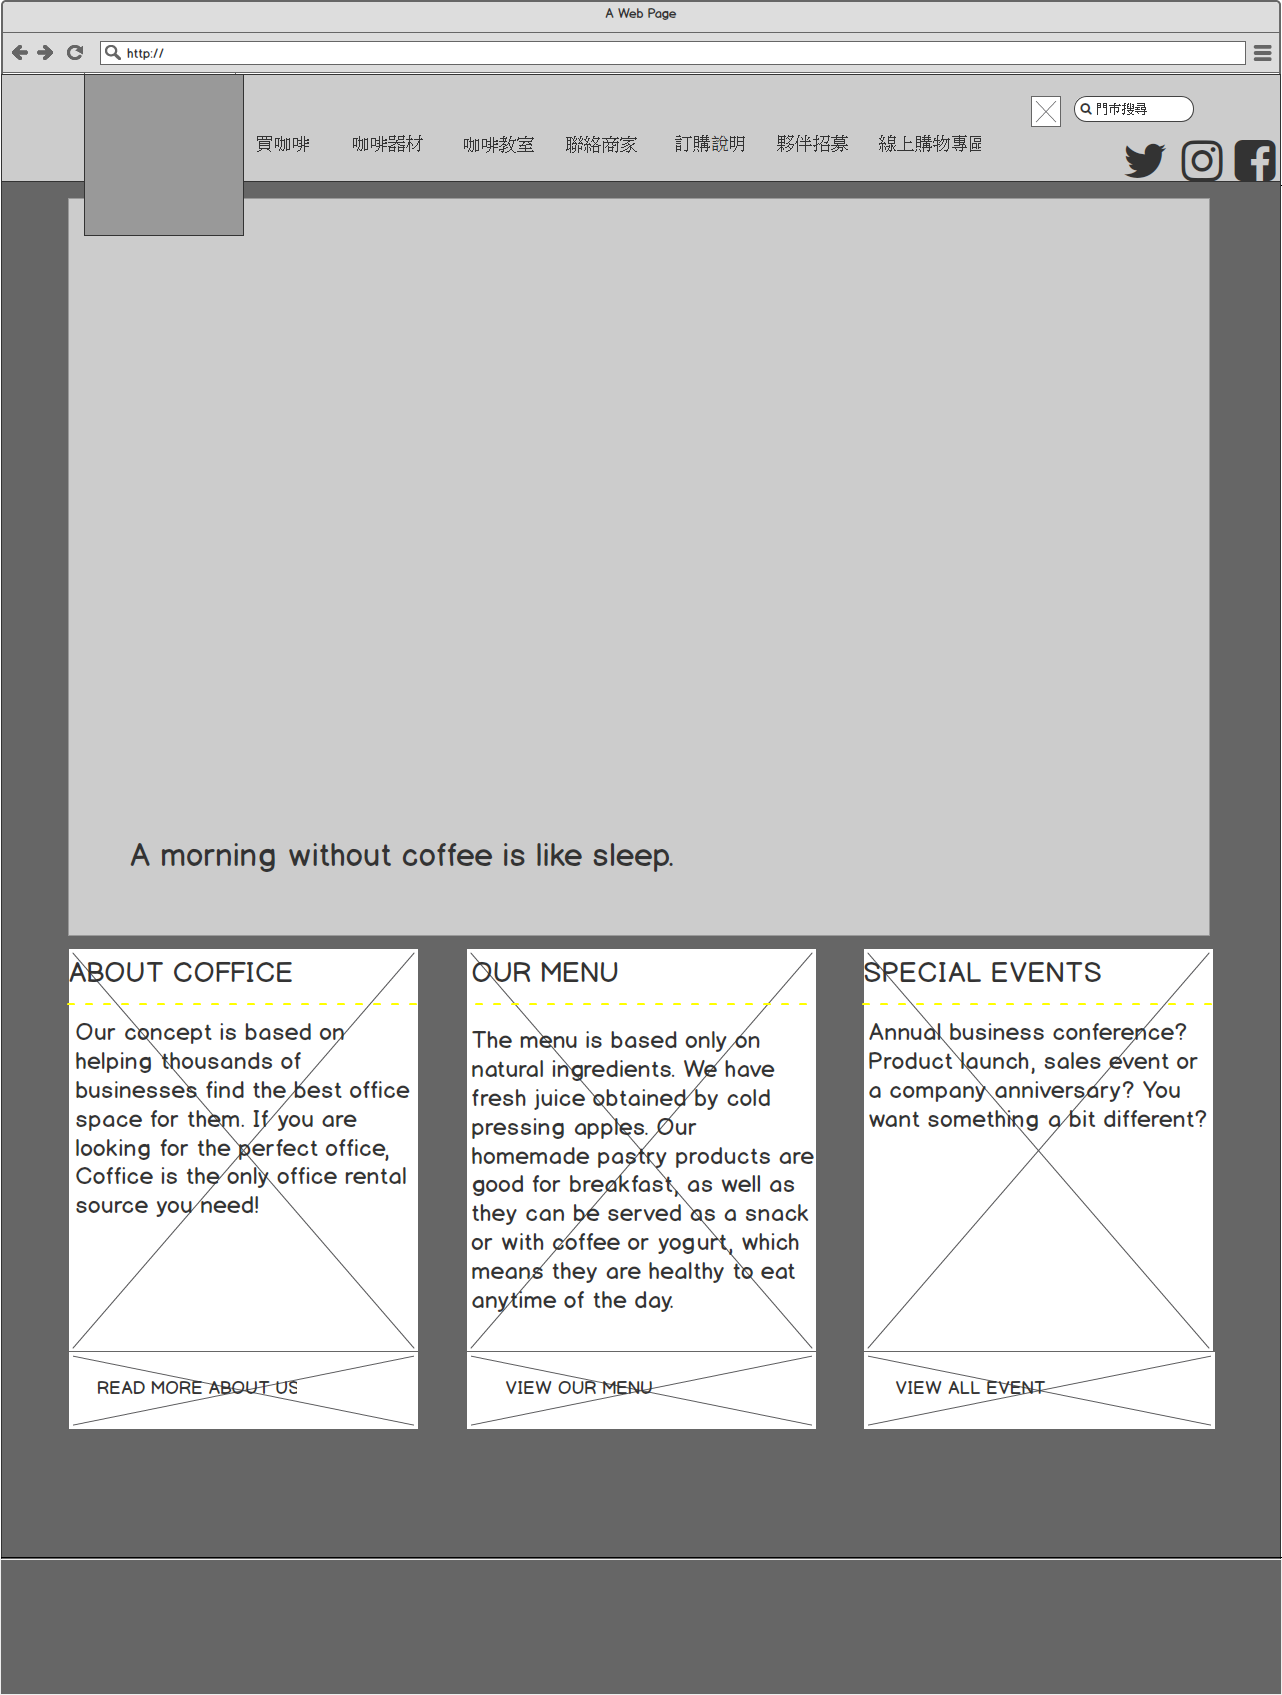 A Web Page
http://
門市搜尋
買咖啡 咖啡器材 咖啡教室 聯絡商家 訂購說明 夥伴招募 線上購物專區
A morning without coffee is like sleep.
ABOUT COFFICE
Our concept is based on
helping thousands of
businesses find the best office
space for them. If you are
looking for the perfect office,
Coffice is the only office rental
source you need!
READ MORE ABOUT US
OUR MENU
The menu is based only on
natural ingredients. We have
fresh juice obtained by cold
pressing apples. Our
homemade pastry products are
good for breakfast, as well as
they can be served as a snack
or with coffee or yogurt, which
means they are healthy to eat
anytime of the day.
VIEW OUR MENU
SPECIAL EVENTS
Annual business conference?
Product launch, sales event or
a company anniversary? You
want something a bit different?
VIEW ALL EVENT